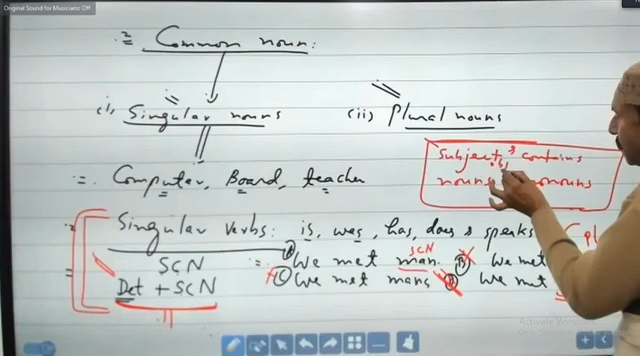 Original Sound for Musicians: Off
Common noun:
(i) Singular nouns
(ii) Plural nouns
Subject's contains
nouns
Computer, Board, teacher
Singular verbs: is, was, has, does & speaks
SCN
SCN
We met man.
We met
Det + SCN
We met mans
We met
Activate Windows